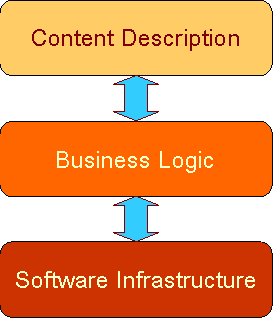 Content Description
Business Logic
Software Infrastructure